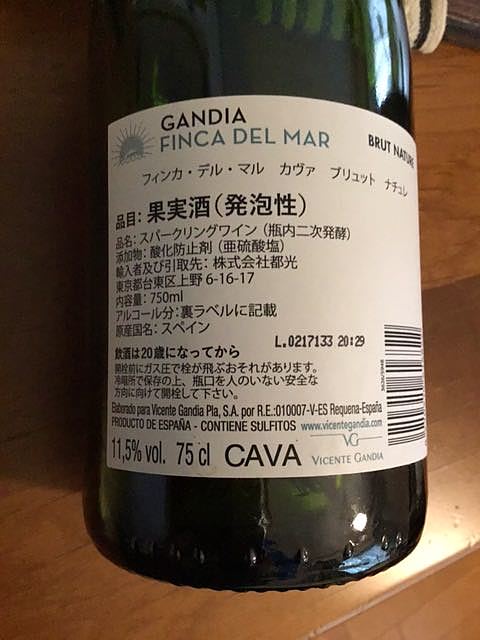 GANDIA
FINCA DEL MAR
BRUT NATURE
フィンカ・デル・マル カヴァ ブリュット ナチュレ
品目：果実酒（発泡性）
品名：スパークリングワイン（瓶内二次発酵）
添加物：酸化防止剤（亜硫酸塩）
輸入者及び引取先：株式会社都光
東京都台東区上野6-16-17
内容量：750ml
アルコール分：裏ラベルに記載
原産国名：スペイン
L.0217133 20:29
飲酒は20歳になってから
開栓前にガス圧で栓が飛ぶおそれがあります。
冷暗所で保存の上、瓶口を人のいない安全な
方向に向けて開栓して下さい。
Elaborado para Vicente Gandia Pla, S.A. por R.E.:010007-V-ES Requena-España
PRODUCTO DE ESPAÑA - CONTIENE SULFITOS www.vicentegandia.com
11,5% vol. 75 cl CAVA
VG
VICENTE GANDIA